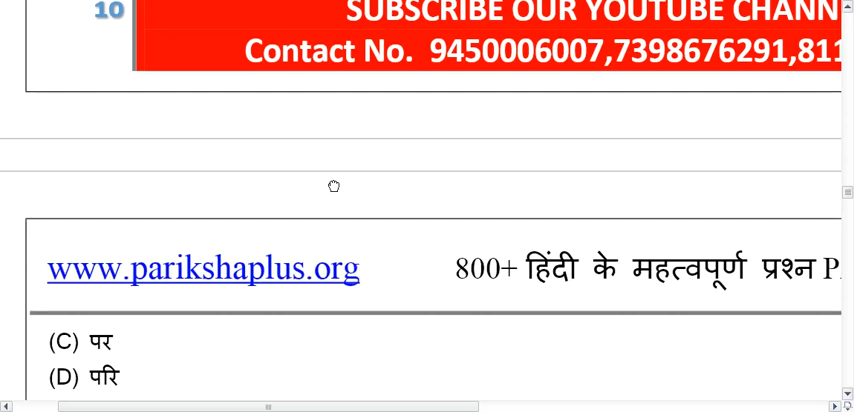 10
SUBSCRIBE OUR YOUTUBE CHANN
Contact No. 9450006007,7398676291,811
www.parikshaplus.org
800+ हिंदी के महत्वपूर्ण प्रश्न P
(C) पर
(D) परि